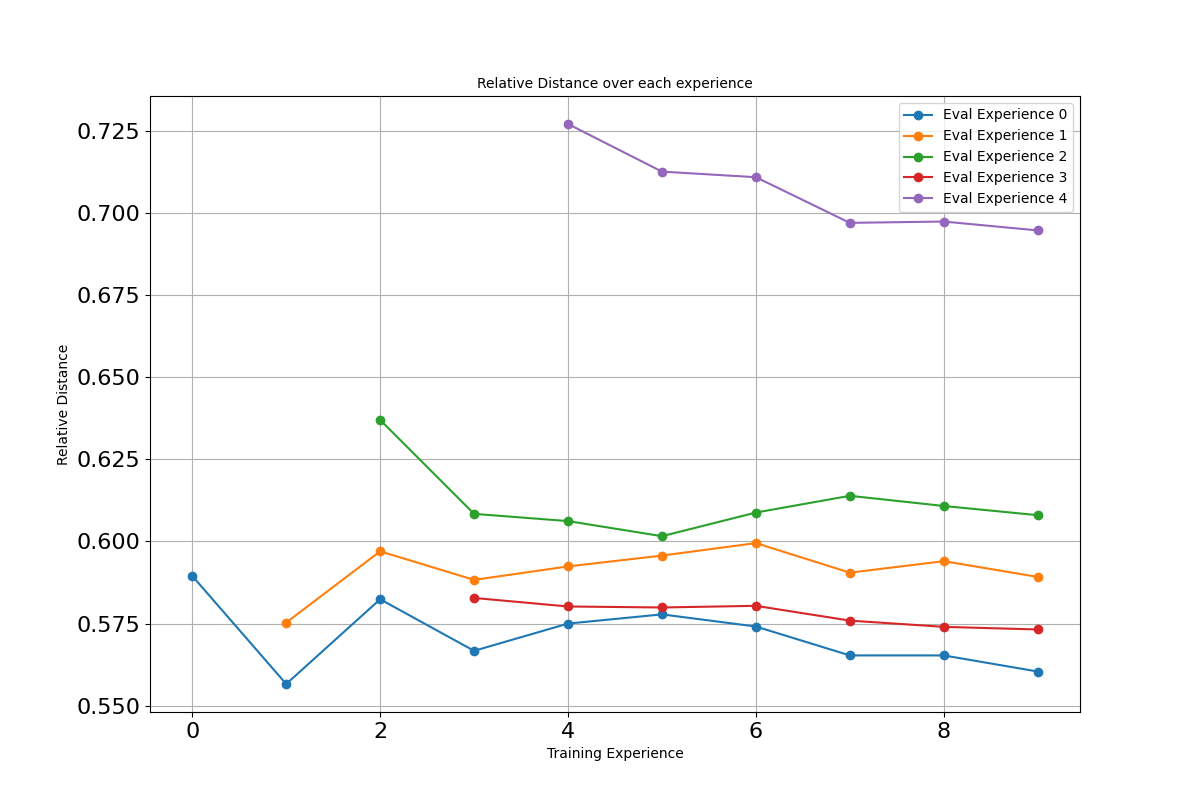 Relative Distance over each experience
0.725
0.700
0.675
0.650
0.625
0.600
0.575
0.550
Relative Distance
Eval Experience 0
Eval Experience 1
Eval Experience 2
Eval Experience 3
Eval Experience 4
0 2 4 6 8
Training Experience